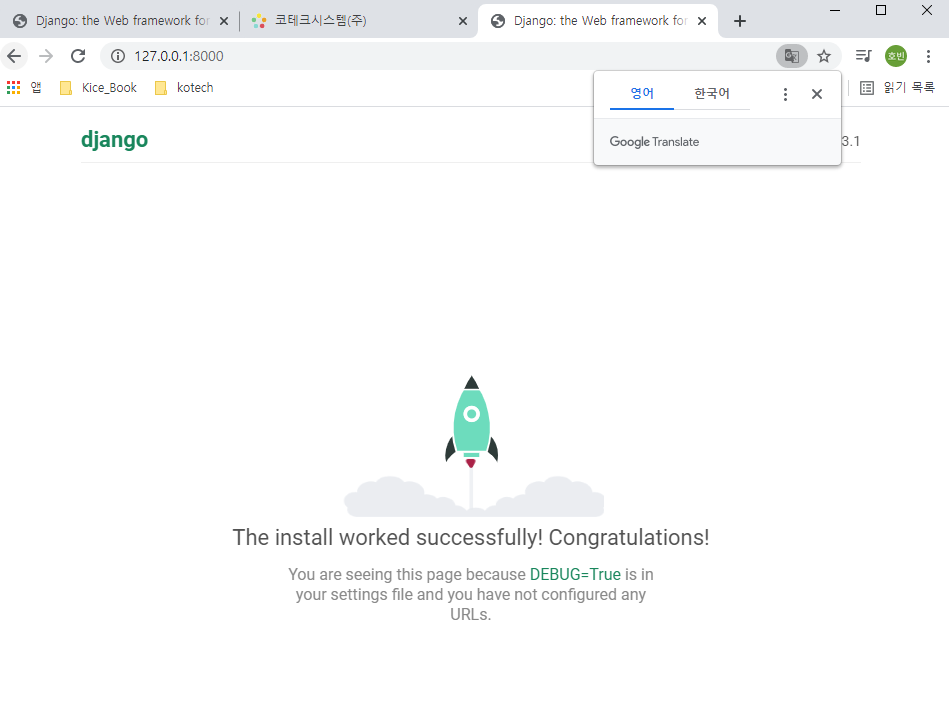 Django: the Web framework for
코테크시스템(주)
Django: the Web framework for
127.0.0.1:8000
호빈
앱
Kice_Book
kotech
읽기 목록
영어
한국어
Google Translate
django
3.1
The install worked successfully! Congratulations!
You are seeing this page because DEBUG=True is in
your settings file and you have not configured any
URLs.